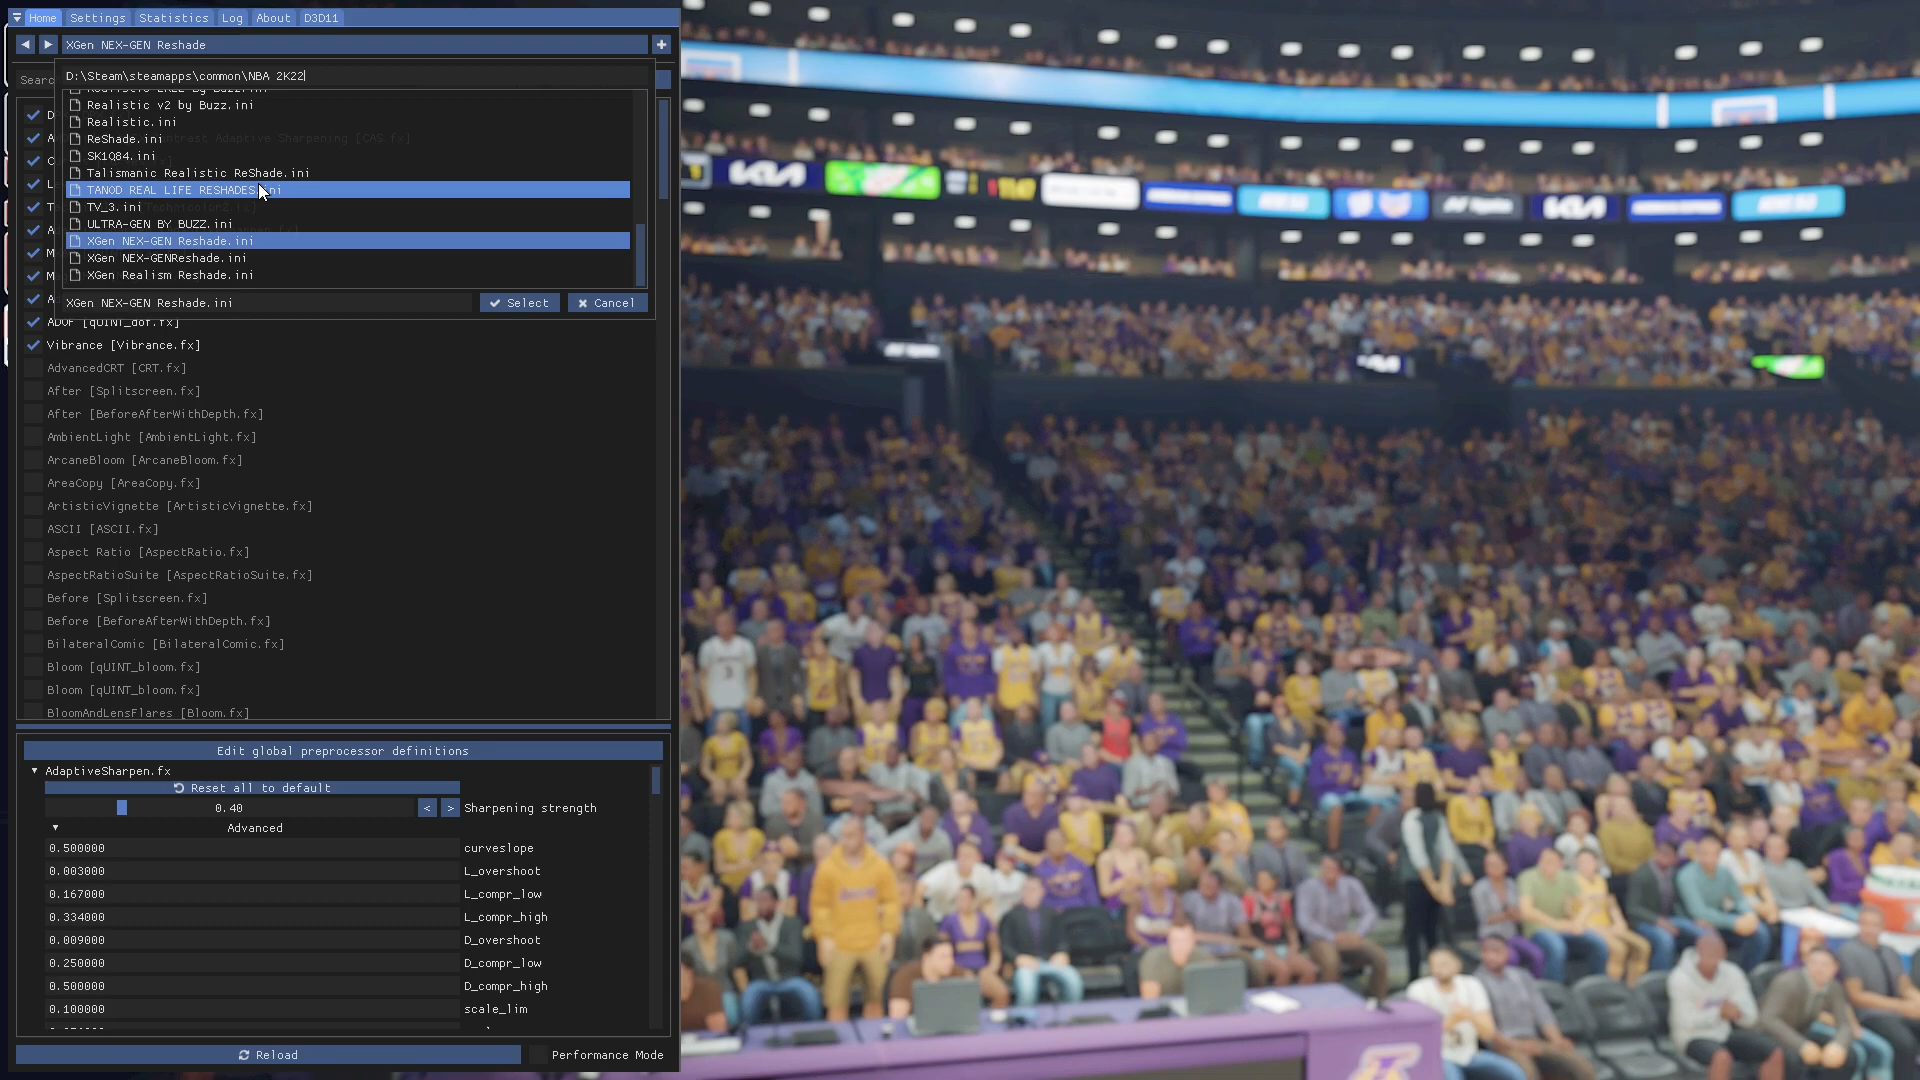 Home Settings Statistics Log About D3D11
XGen NEX-GEN Reshade
D:\Steam\steamapps\common\NBA 2K22
Searc
Realistic v2 by Buzz.ini
Realistic.ini
ReShade.ini
SK1084.ini
Talismanic Realistic ReShade.ini
TANOD REAL LIFE RESHADES.ini
TV_3.ini
ULTRA-GEN BY BUZZ.ini
XGen NEX-GEN Reshade.ini
XGen NEX-GENReshade.ini
XGen Realism Reshade.ini
XGen NEX-GEN Reshade.ini
Select
Cancel
ADOF [qUINT_dof.fx]
Vibrance [Vibrance.fx]
AdvancedCRT [CRT.fx]
After [Splitscreen.fx]
After [BeforeAfterWithDepth.fx]
AmbientLight [AmbientLight.fx]
ArcaneBloom [ArcaneBloom.fx]
AreaCopy [AreaCopy.fx]
ArtisticVignette [ArtisticVignette.fx]
ASCII [ASCII.fx]
Aspect Ratio [AspectRatio.fx]
AspectRatioSuite [AspectRatioSuite.fx]
Before [Splitscreen.fx]
Before [BeforeAfterWithDepth.fx]
BilateralComic [BilateralComic.fx]
Bloom [qUINT_bloom.fx]
Bloom [qUINT_bloom.fx]
BloomAndLensFlares [Bloom.fx]
Edit global preprocessor definitions
AdaptiveSharpen.fx
Reset all to default
0.40 < > Sharpening strength
Advanced
0.500000 curveslope
0.003000 L_overshoot
0.167000 L_compr_low
0.334000 L_compr_high
0.009000 D_overshoot
0.250000 D_compr_low
0.500000 D_compr_high
0.100000 scale_lim
Reload
Performance Mode